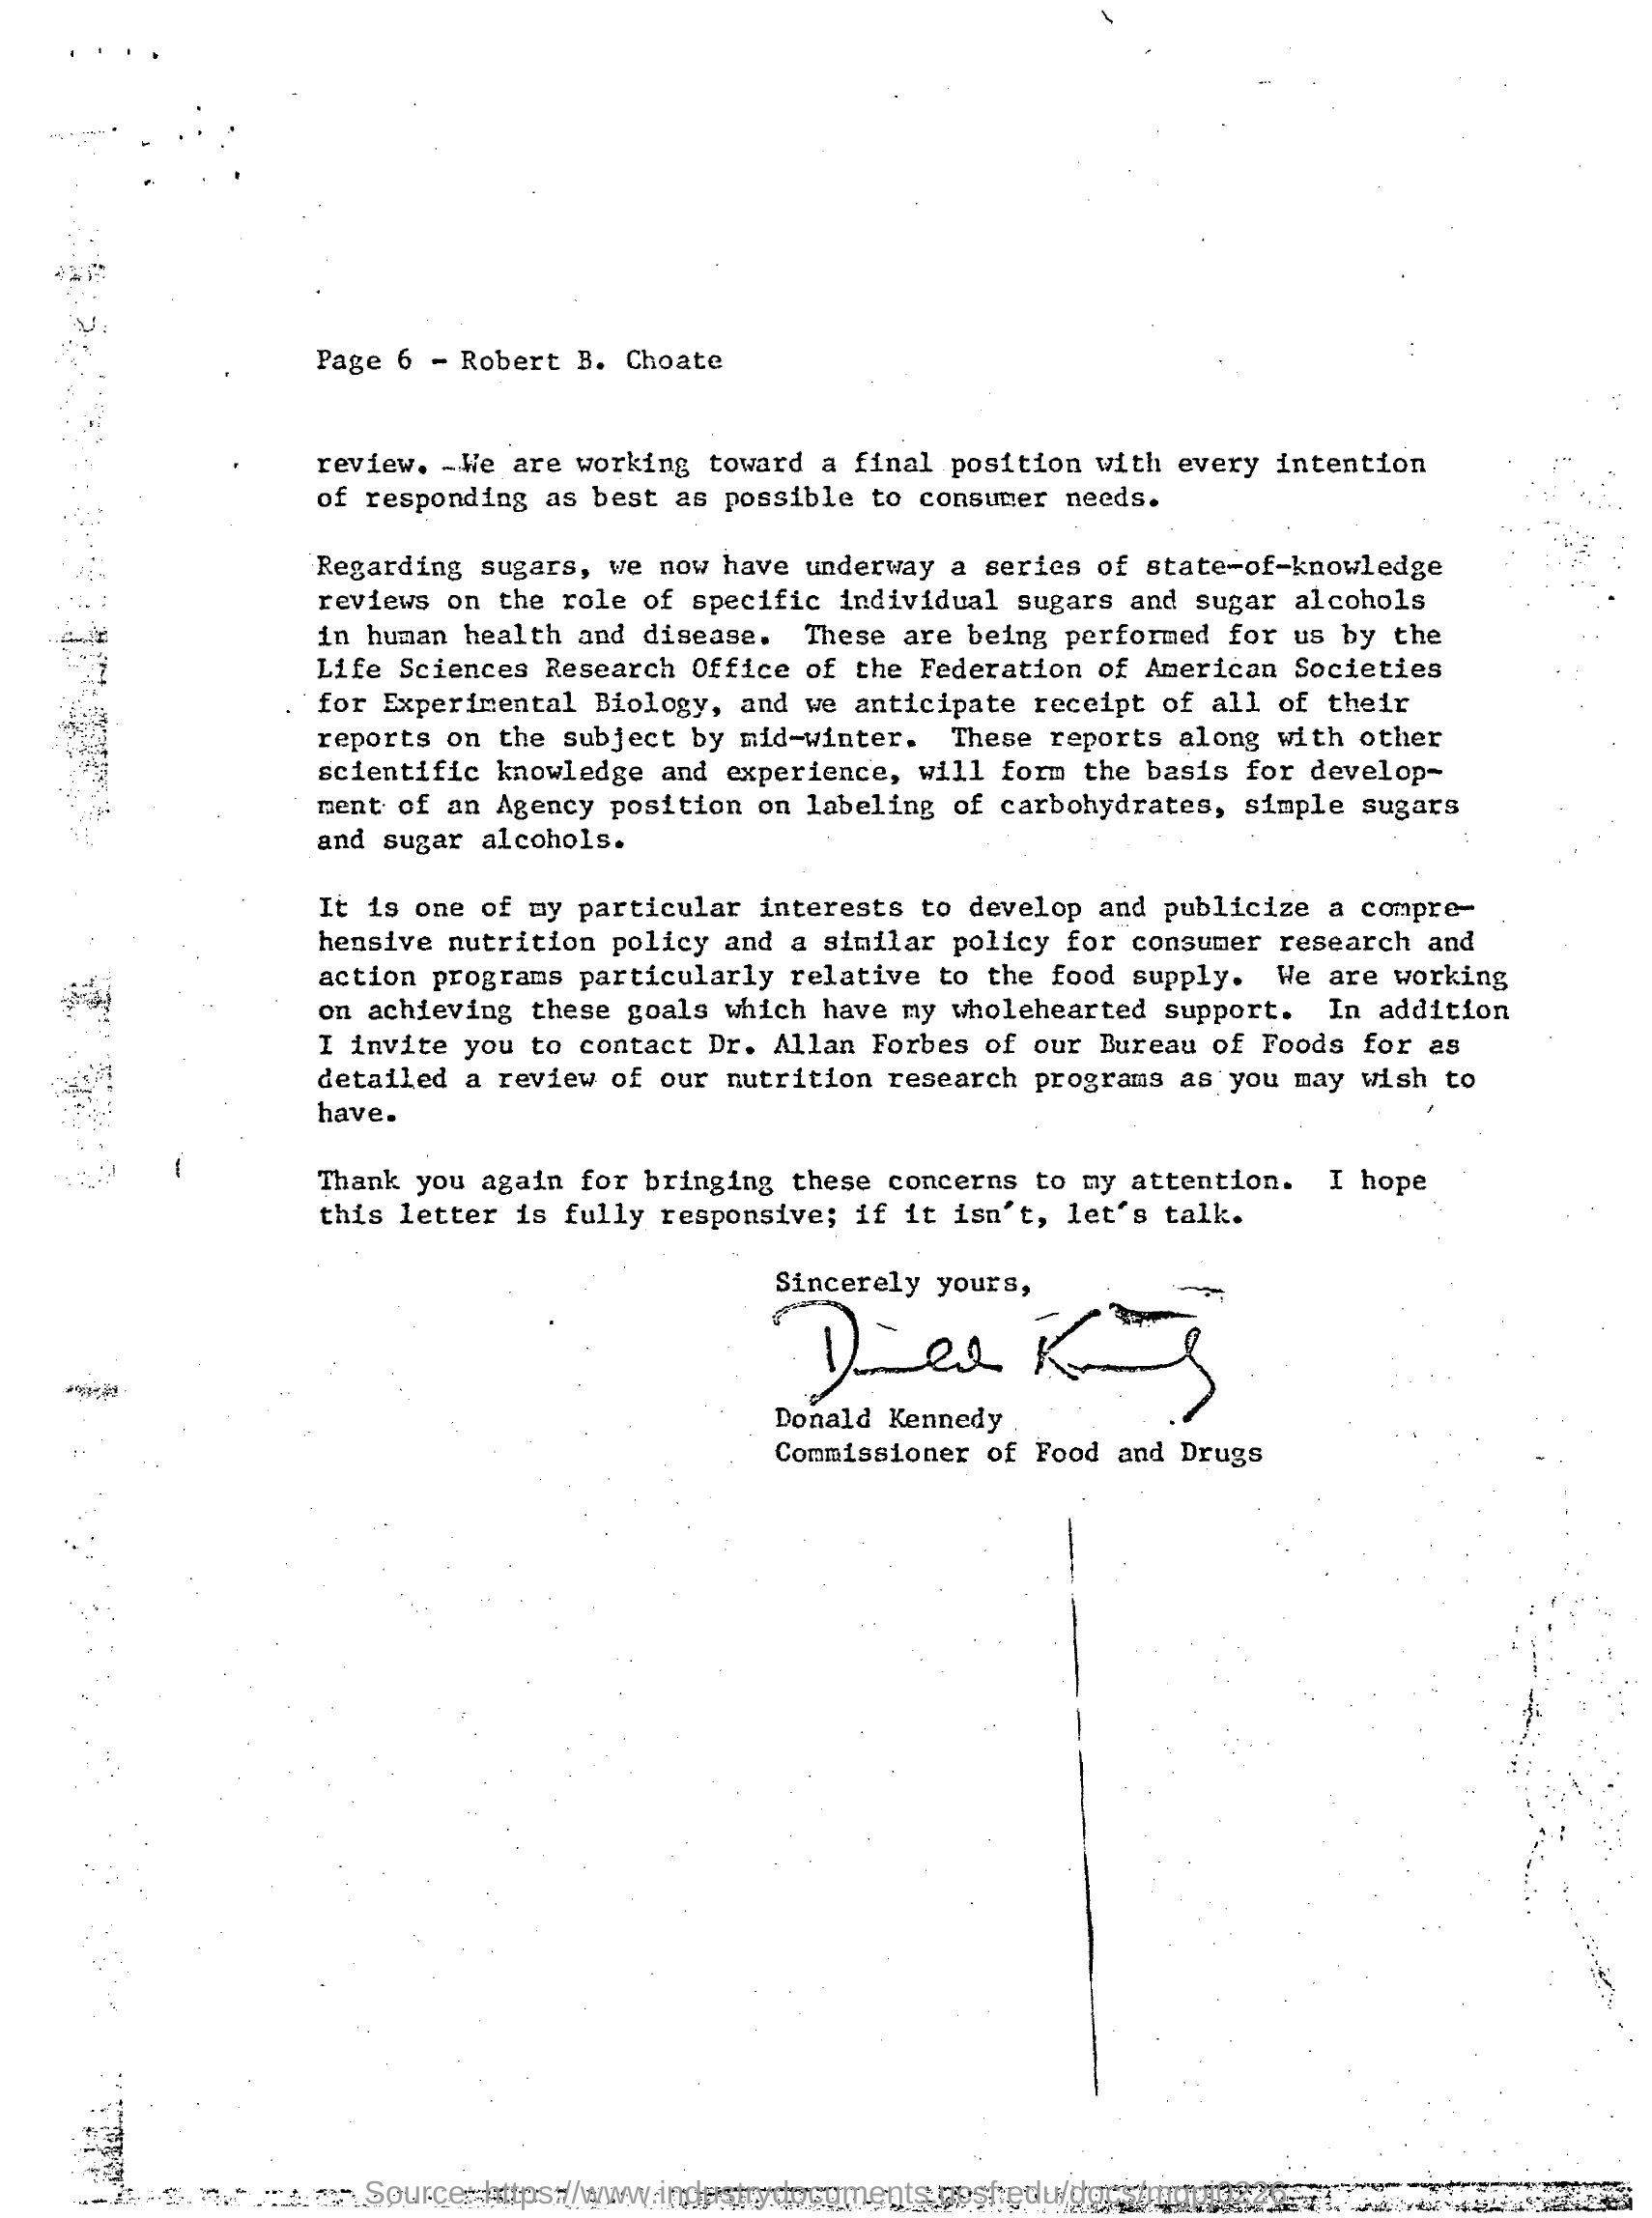 Page 6 - Robert B. Choate
review. We are working toward a final position with every intention
of responding as best as possible to consumer needs.
Regarding sugars, we now have underway a series of state-of-knowledge
reviews on the role of specific individual sugars and sugar alcohols
in human health and disease. These are being performed for us by the
Life Sciences Research Office of the Federation of American Societies
for Experimental Biology, and we anticipate receipt of all of their
reports on the subject by mid-winter. These reports along with other
scientific knowledge and experience, will form the basis for develop-
ment of an Agency position on labeling of carbohydrates, simple sugars
and sugar alcohols.
It is one of my particular interests to develop and publicize a compre-
hensive nutrition policy and a similar policy for consumer research and
action programs particularly relative to the food supply. We are working
on achieving these goals which have my wholehearted support. In addition
I invite you to contact Dr. Allan Forbes of our Bureau of Foods for as
detailed a review of our nutrition research programs as you may wish to
have.
Thank you again for bringing these concerns to my attention. I hope
this letter is fully responsive; if it isn't, let's talk.
Sincerely yours,
Donald Kennedy
Donald Kennedy
Commissioner of Food and Drugs
Source: https://www.industrydocuments.ucsf.edu/docs/